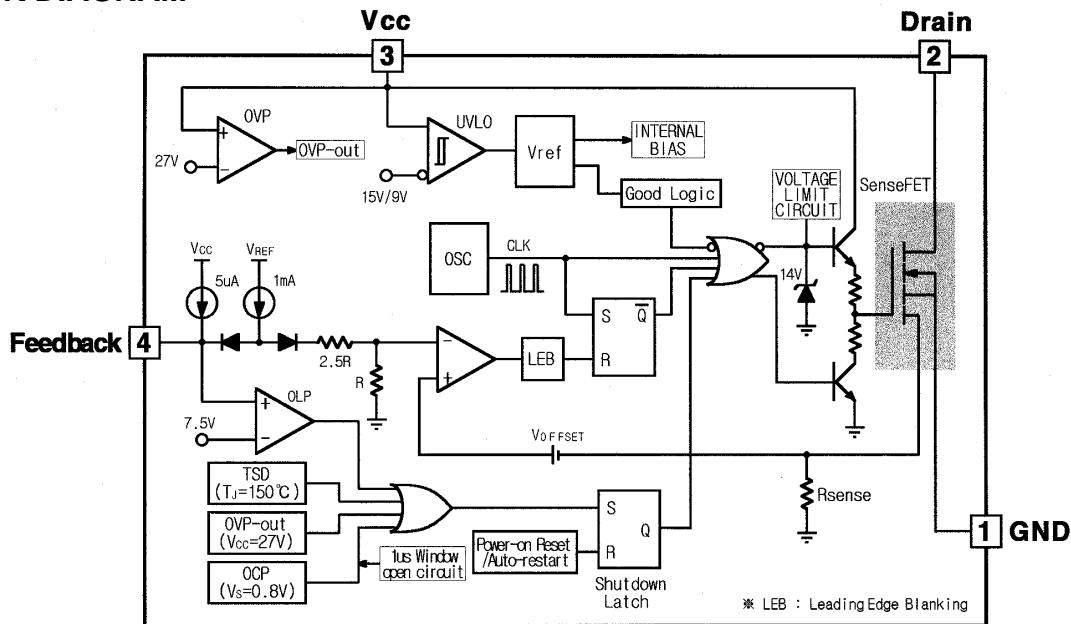 Vcc
Drain
3
2
OVP
+
−
27V
OVP-out
UVLO
15V/9V
Vref
INTERNAL
BIAS
Good Logic
VOLTAGE
LIMIT
CIRCUIT
SenseFET
OSC
CLK
14V
VCC
VREF
5uA
1mA
S
Q
R
Feedback
4
2.5R
R
−
+
LEB
OLP
+
−
7.5V
VOFFSET
Rsense
TSD
(TJ=150℃)
OVP-out
(VCC=27V)
OCP
(VS=0.8V)
1us Window
open circuit
Power-on Reset
/Auto-restart
S
R
Q
Shutdown
Latch
1
GND
※ LEB : Leading Edge Blanking